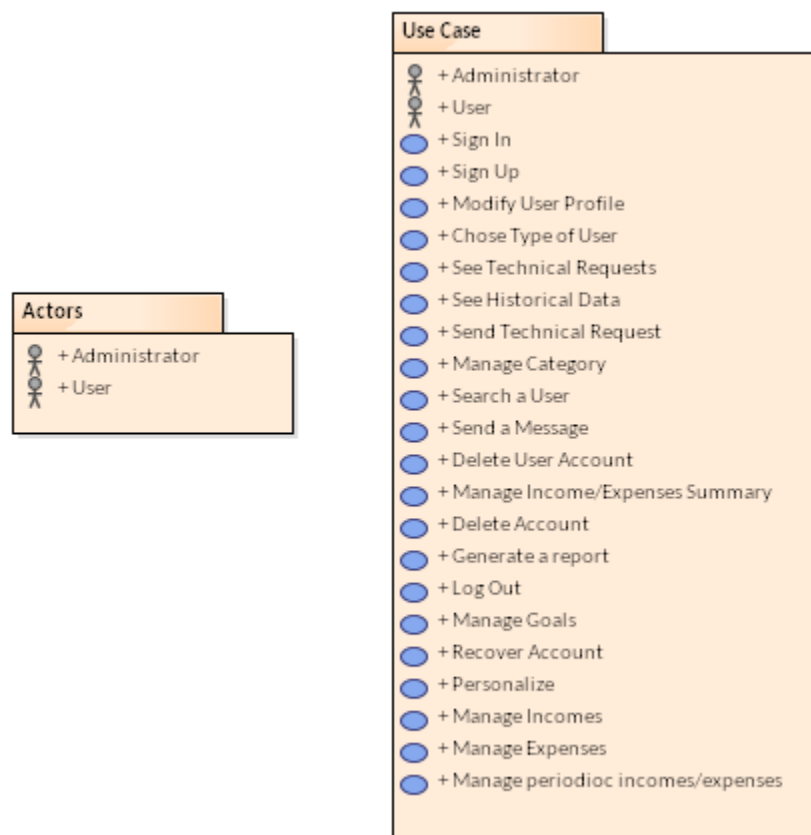 Use Case
+ Administrator
+ User
+ Sign In
+ Sign Up
+ Modify User Profile
+ Chose Type of User
+ See Technical Requests
+ See Historical Data
+ Send Technical Request
+ Manage Category
+ Search a User
+ Send a Message
+ Delete User Account
+ Manage Income/Expenses Summary
+ Delete Account
+ Generate a report
+ Log Out
+ Manage Goals
+ Recover Account
+ Personalize
+ Manage Incomes
+ Manage Expenses
+ Manage periodioc incomes/expenses
Actors
+ Administrator
+ User